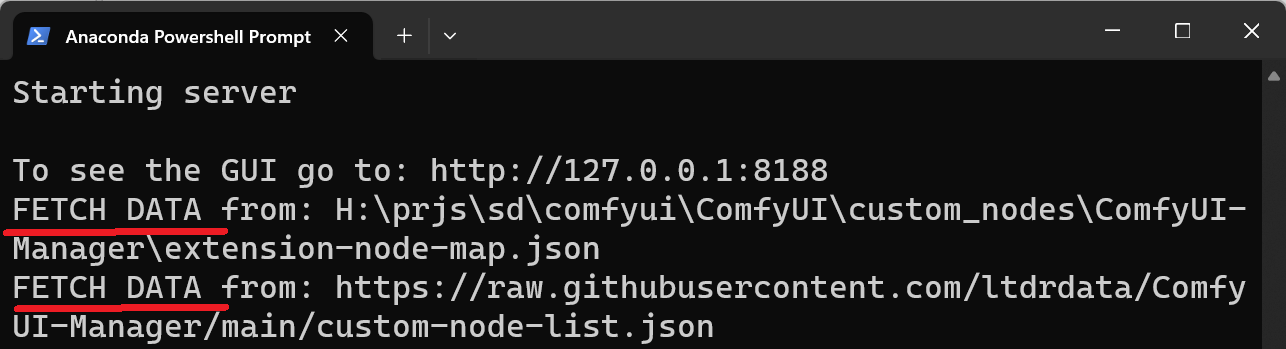 Anaconda Powershell Prompt
Starting server
To see the GUI go to: http://127.0.0.1:8188
FETCH DATA from: H:\prjs\sd\comfyui\ComfyUI\custom_nodes\ComfyUI-
Manager\extension-node-map.json
FETCH DATA from: https://raw.githubusercontent.com/ltdrdata/Comfy
UI-Manager/main/custom-node-list.json